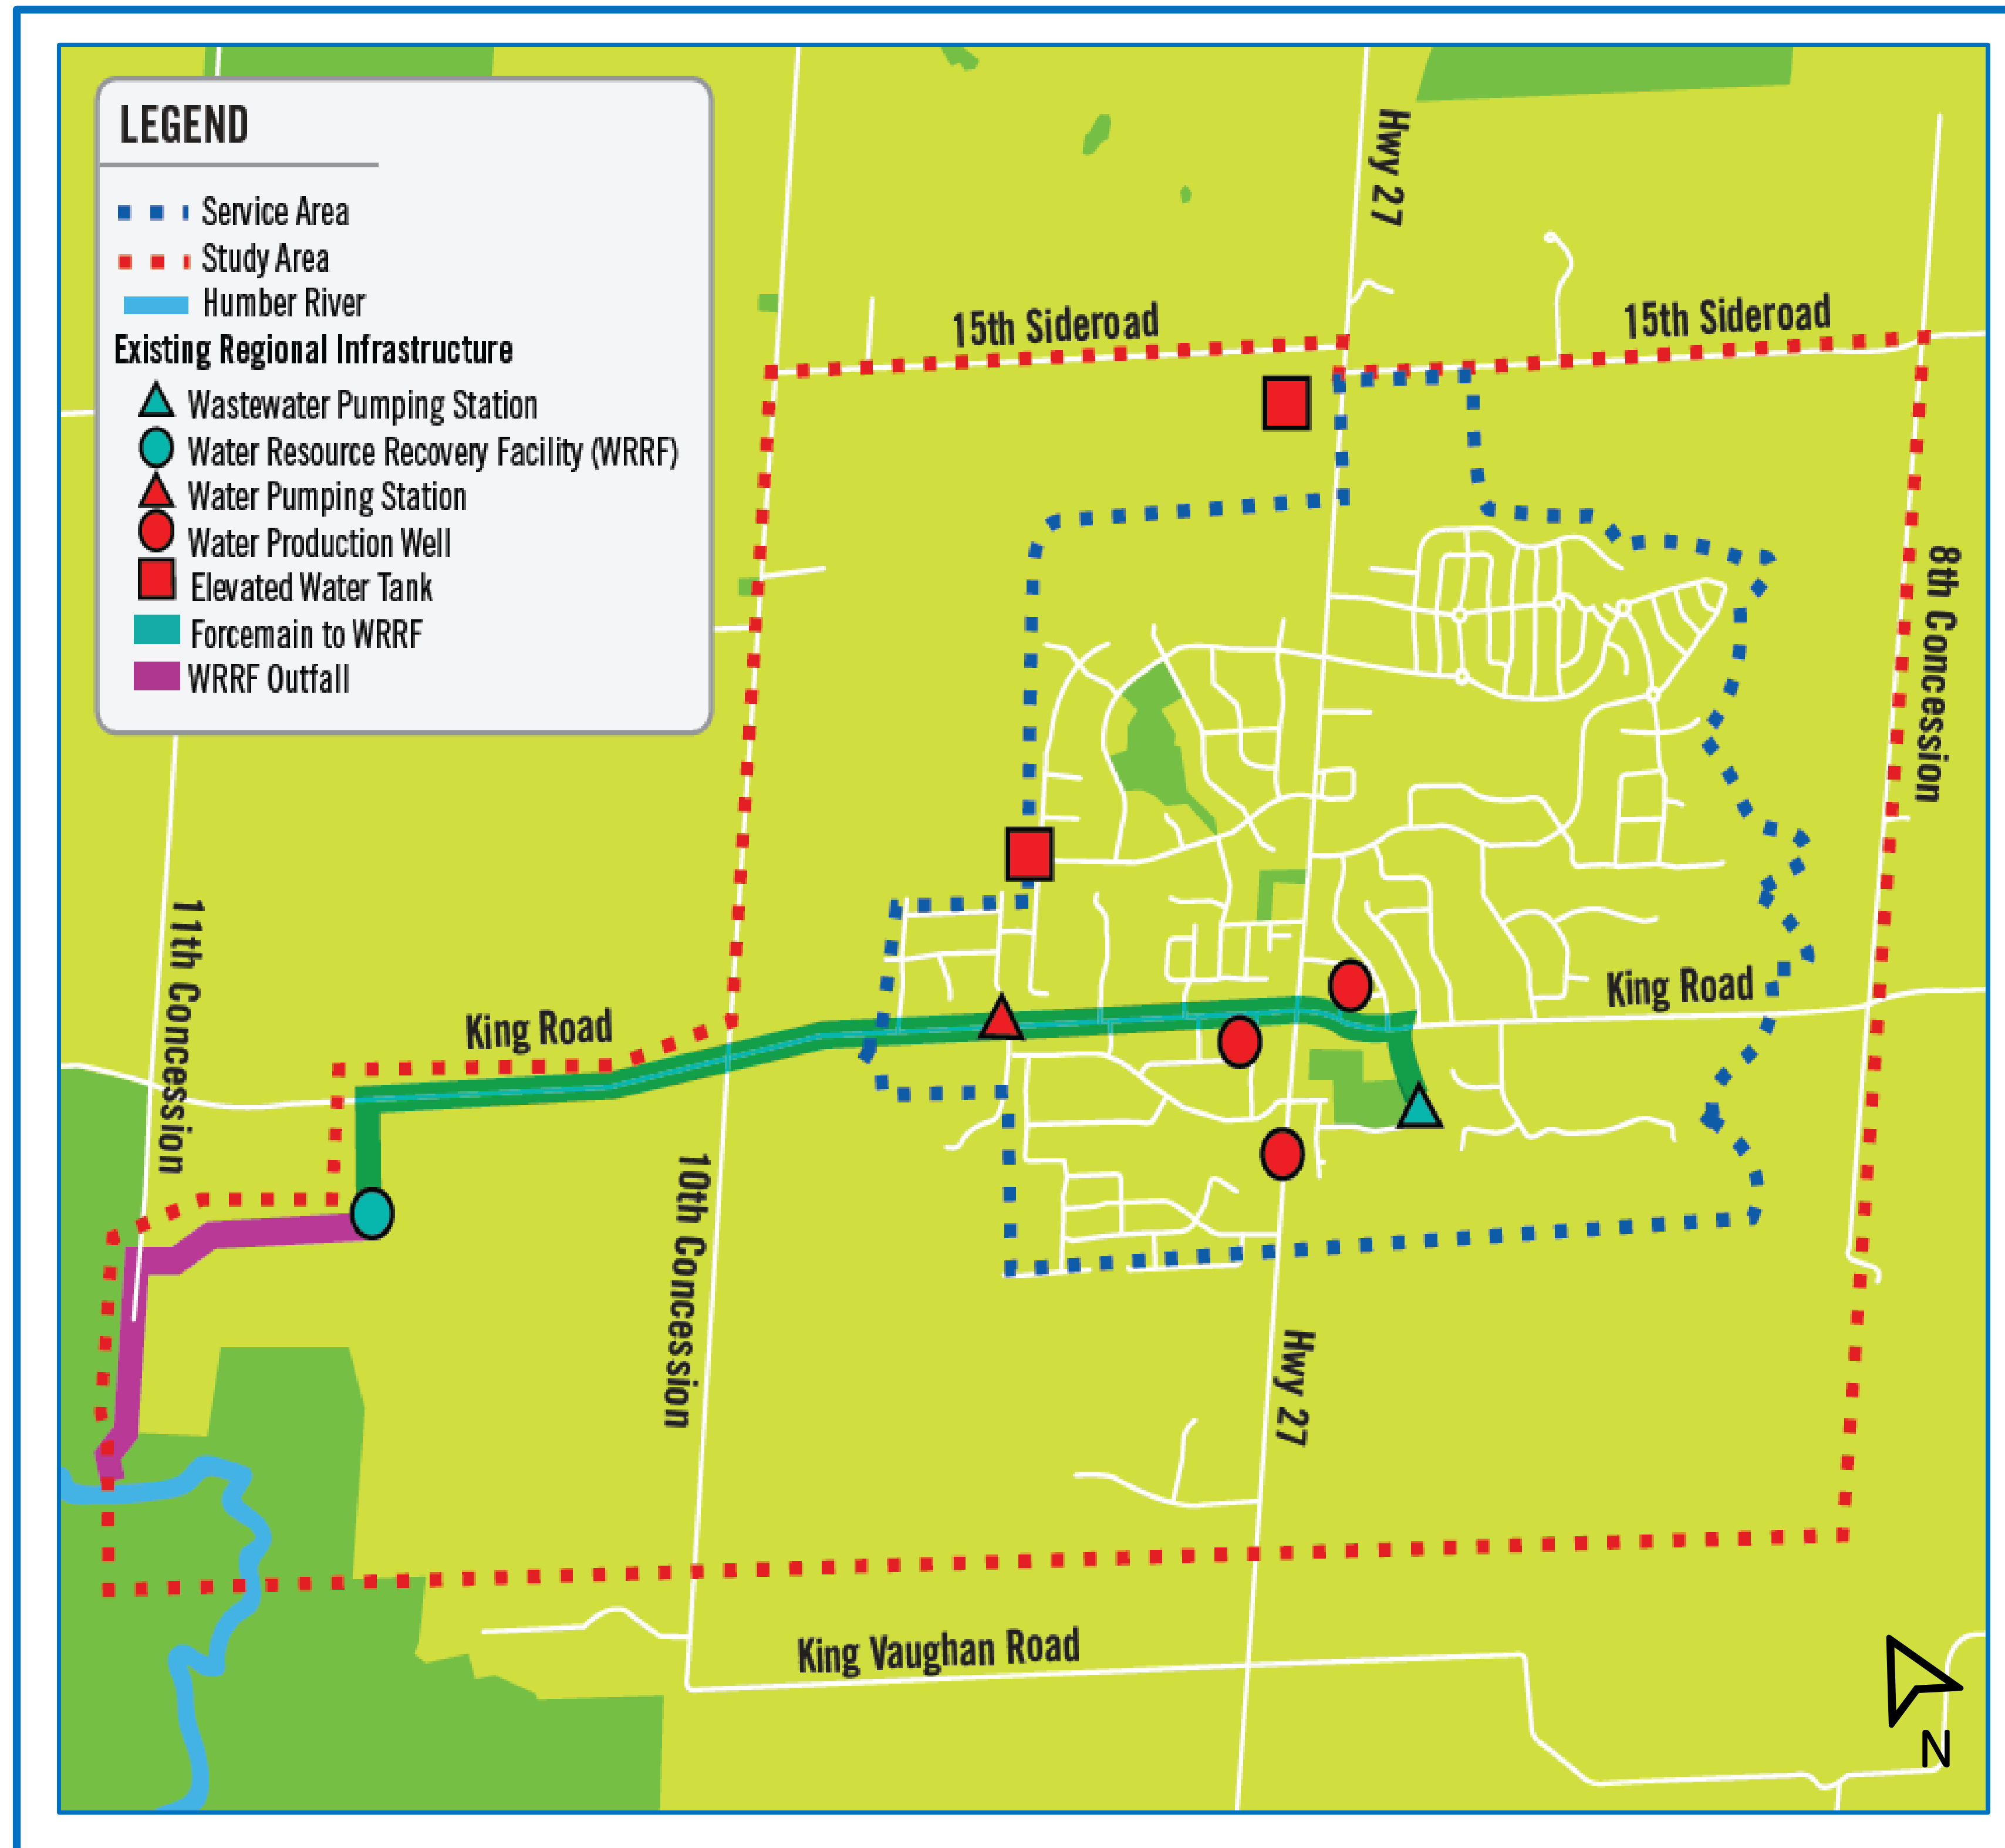 LEGEND
Service Area
Study Area
Humber River
Existing Regional Infrastructure
Wastewater Pumping Station
Water Resource Recovery Facility (WRRF)
Water Pumping Station
Water Production Well
Elevated Water Tank
Forcemain to WRRF
WRRF Outfall
Hwy 27
15th Sideroad
15th Sideroad
8th Concession
11th Concession
King Road
King Road
10th Concession
Hwy 27
King Vaughan Road
N